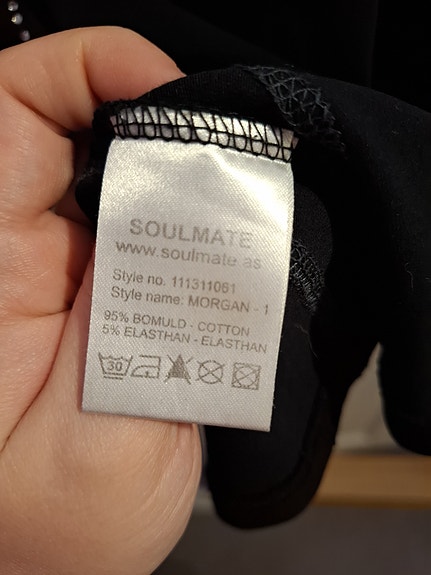 SOULMATE
www.soulmate.as
Style no. 111311061
Style name: MORGAN - 1
95% BOMULD - COTTON
5% ELASTHAN - ELASTHAN
30